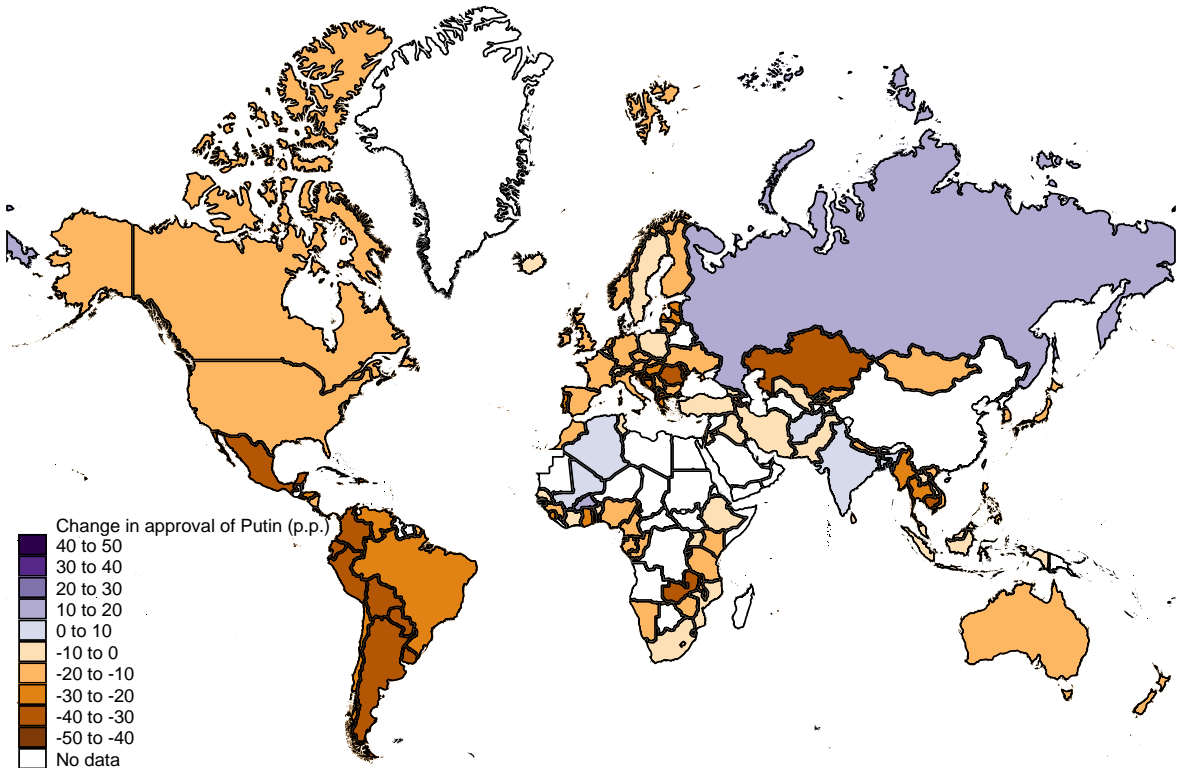 Change in approval of Putin (p.p.)
40 to 50
30 to 40
20 to 30
10 to 20
0 to 10
-10 to 0
-20 to -10
-30 to -20
-40 to -30
-50 to -40
No data